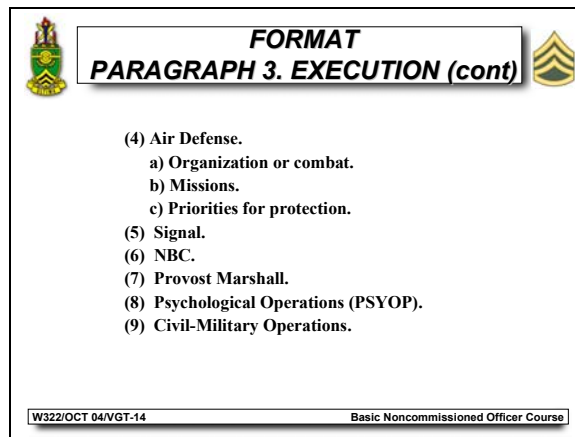 FORMAT
PARAGRAPH 3. EXECUTION (cont)
(4) Air Defense.
a) Organization or combat.
b) Missions.
c) Priorities for protection.
(5) Signal.
(6) NBC.
(7) Provost Marshall.
(8) Psychological Operations (PSYOP).
(9) Civil-Military Operations.
W322/OCT 04/VGT-14 Basic Noncommissioned Officer Course